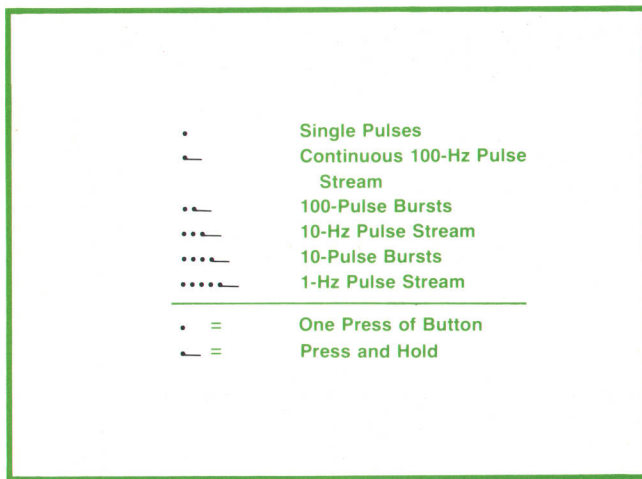 Single Pulses
Continuous 100-Hz Pulse
Stream
100-Pulse Bursts
10-Hz Pulse Stream
10-Pulse Bursts
1-Hz Pulse Stream
= One Press of Button
= Press and Hold